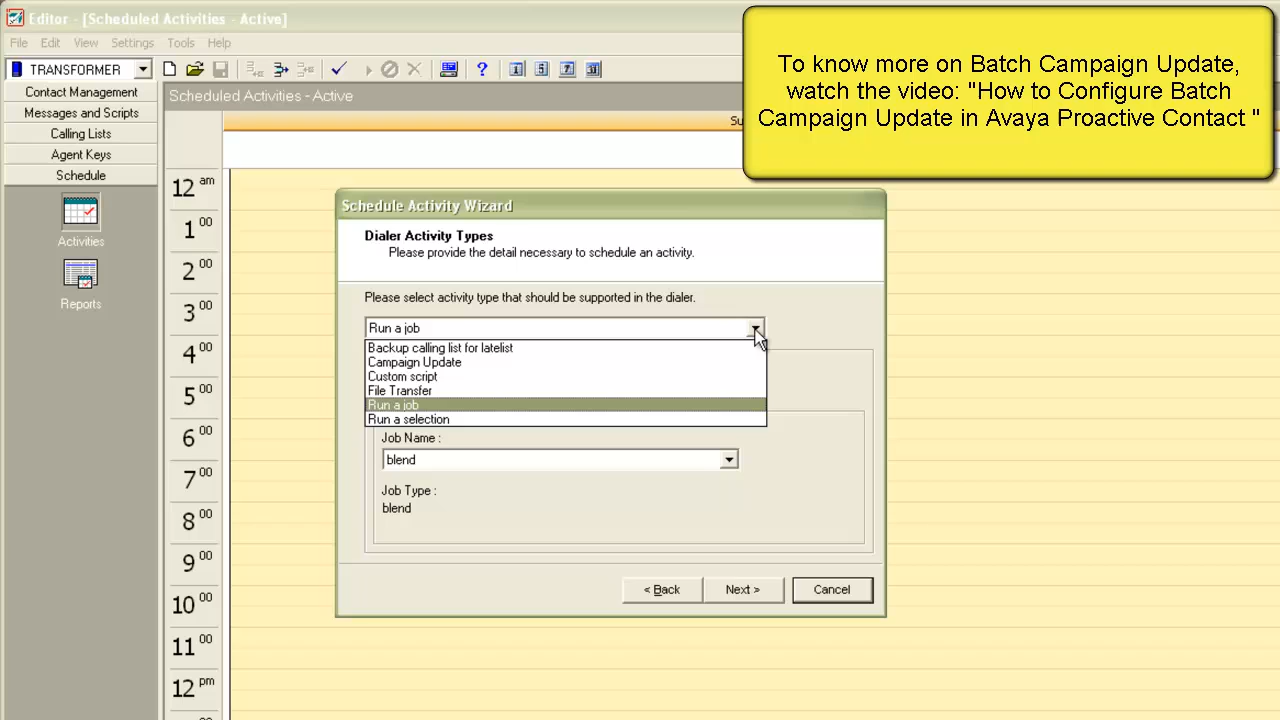 Editor - [Scheduled Activities - Active]
File Edit View Settings Tools Help
To know more on Batch Campaign Update,
watch the video: "How to Configure Batch
Campaign Update in Avaya Proactive Contact "
TRANSFORMER
Contact Management
Messages and Scripts
Calling Lists
Agent Keys
Schedule
Activities
Reports
Scheduled Activities - Active
Su
12 am
1 00
2 00
3 00
4 00
5 00
6 00
7 00
8 00
9 00
10 00
11 00
12 pm
Schedule Activity Wizard
Dialer Activity Types
Please provide the detail necessary to schedule an activity.
Please select activity type that should be supported in the dialer.
Run a job
Backup calling list for latelist
Campaign Update
Custom script
File Transfer
Run a job
Run a selection
Job Name :
blend
Job Type :
blend
< Back Next > Cancel